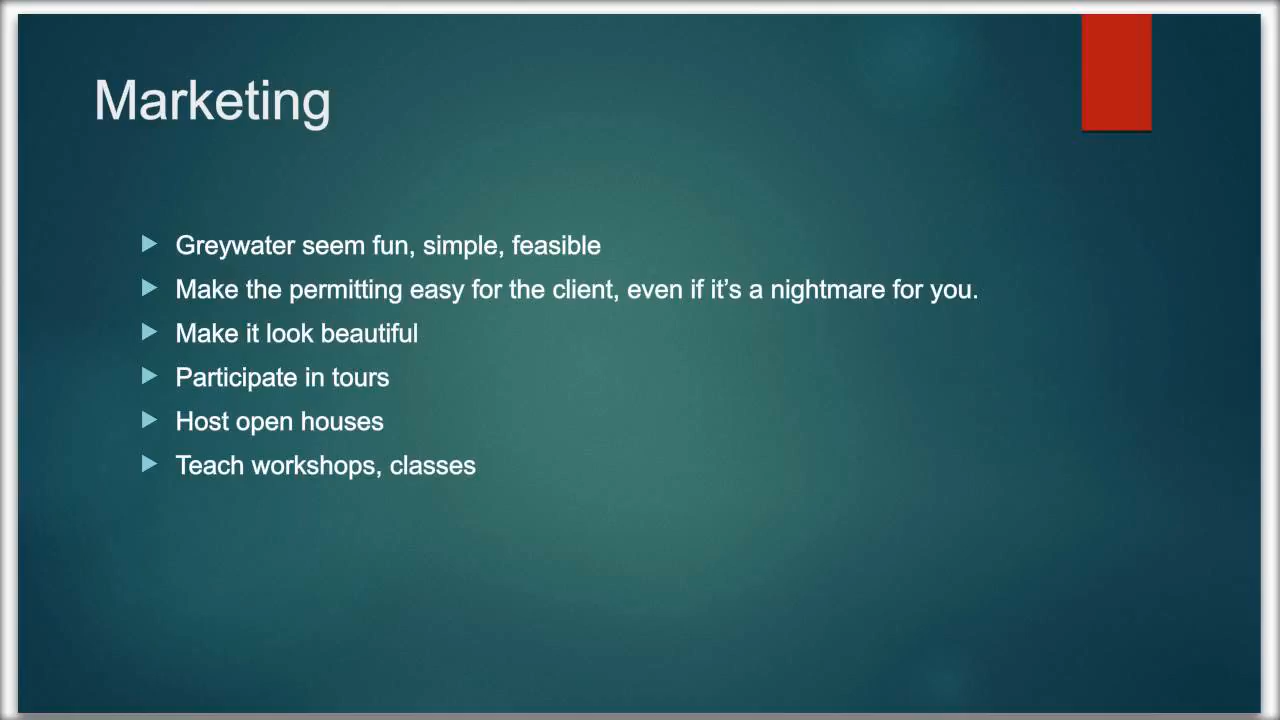 Marketing
Greywater seem fun, simple, feasible
Make the permitting easy for the client, even if it’s a nightmare for you.
Make it look beautiful
Participate in tours
Host open houses
Teach workshops, classes